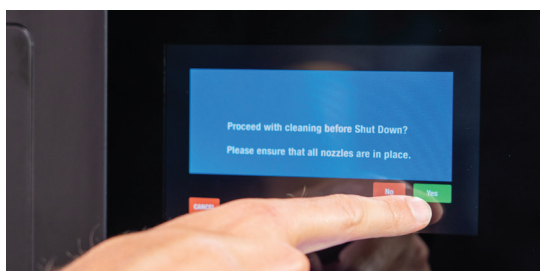 Proceed with cleaning before Shut Down?
Please ensure that all nozzles are in place.
No Yes
CANCEL